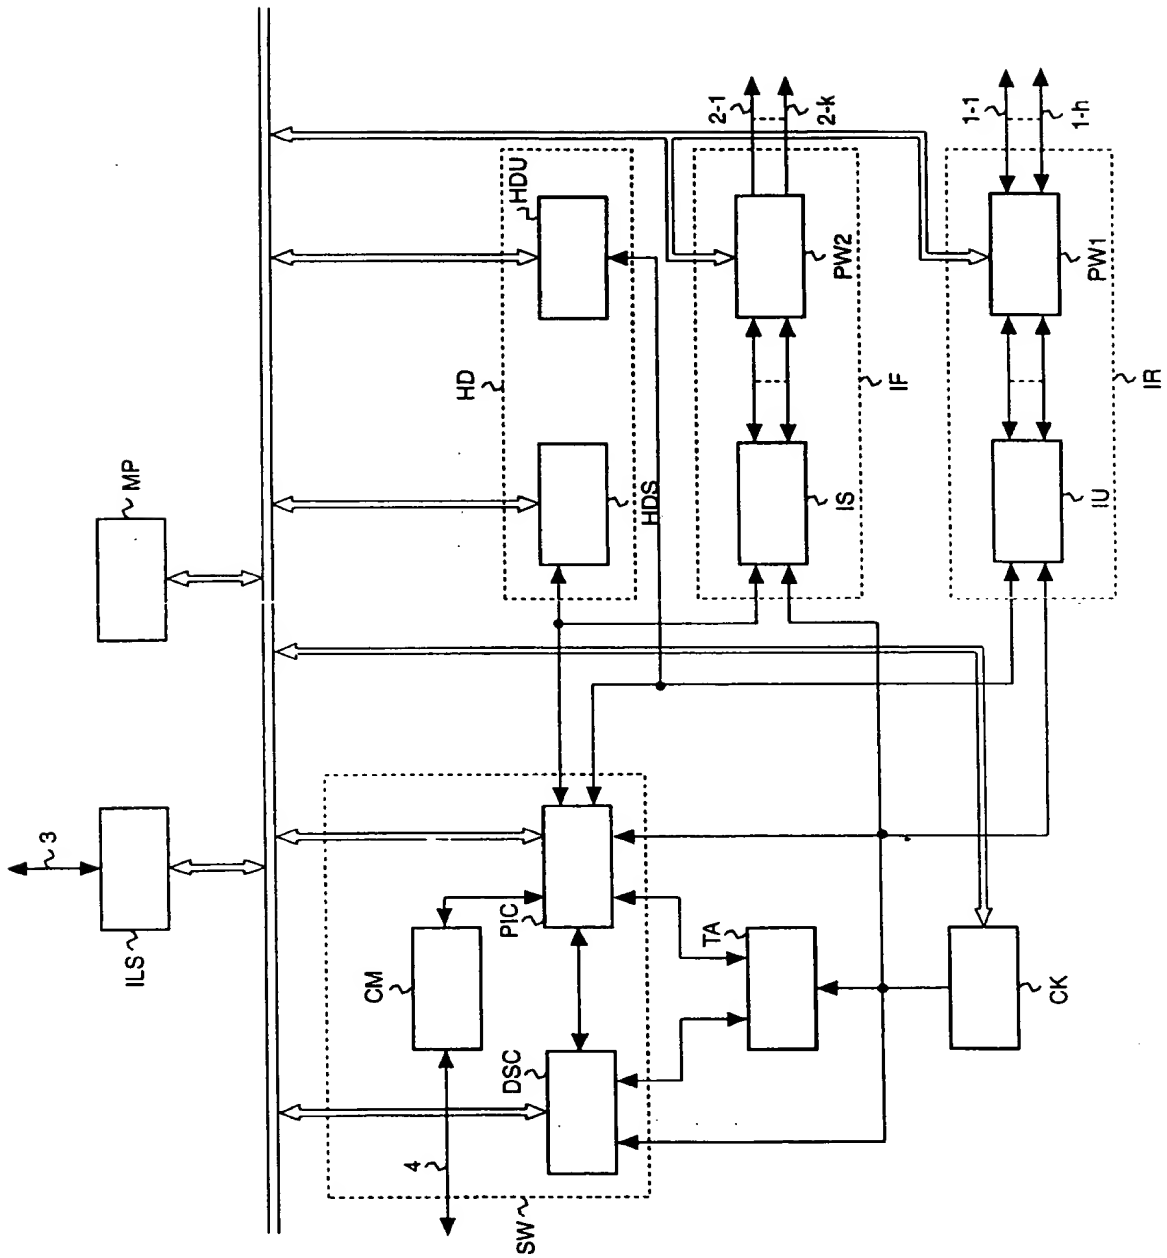 3
ILS
MP
SW
4
CM
DSC
PIC
TA
CK
HD
HDS
HDU
IS
IF
PW2
2-1
2-k
IU
IR
PW1
1-1
1-h